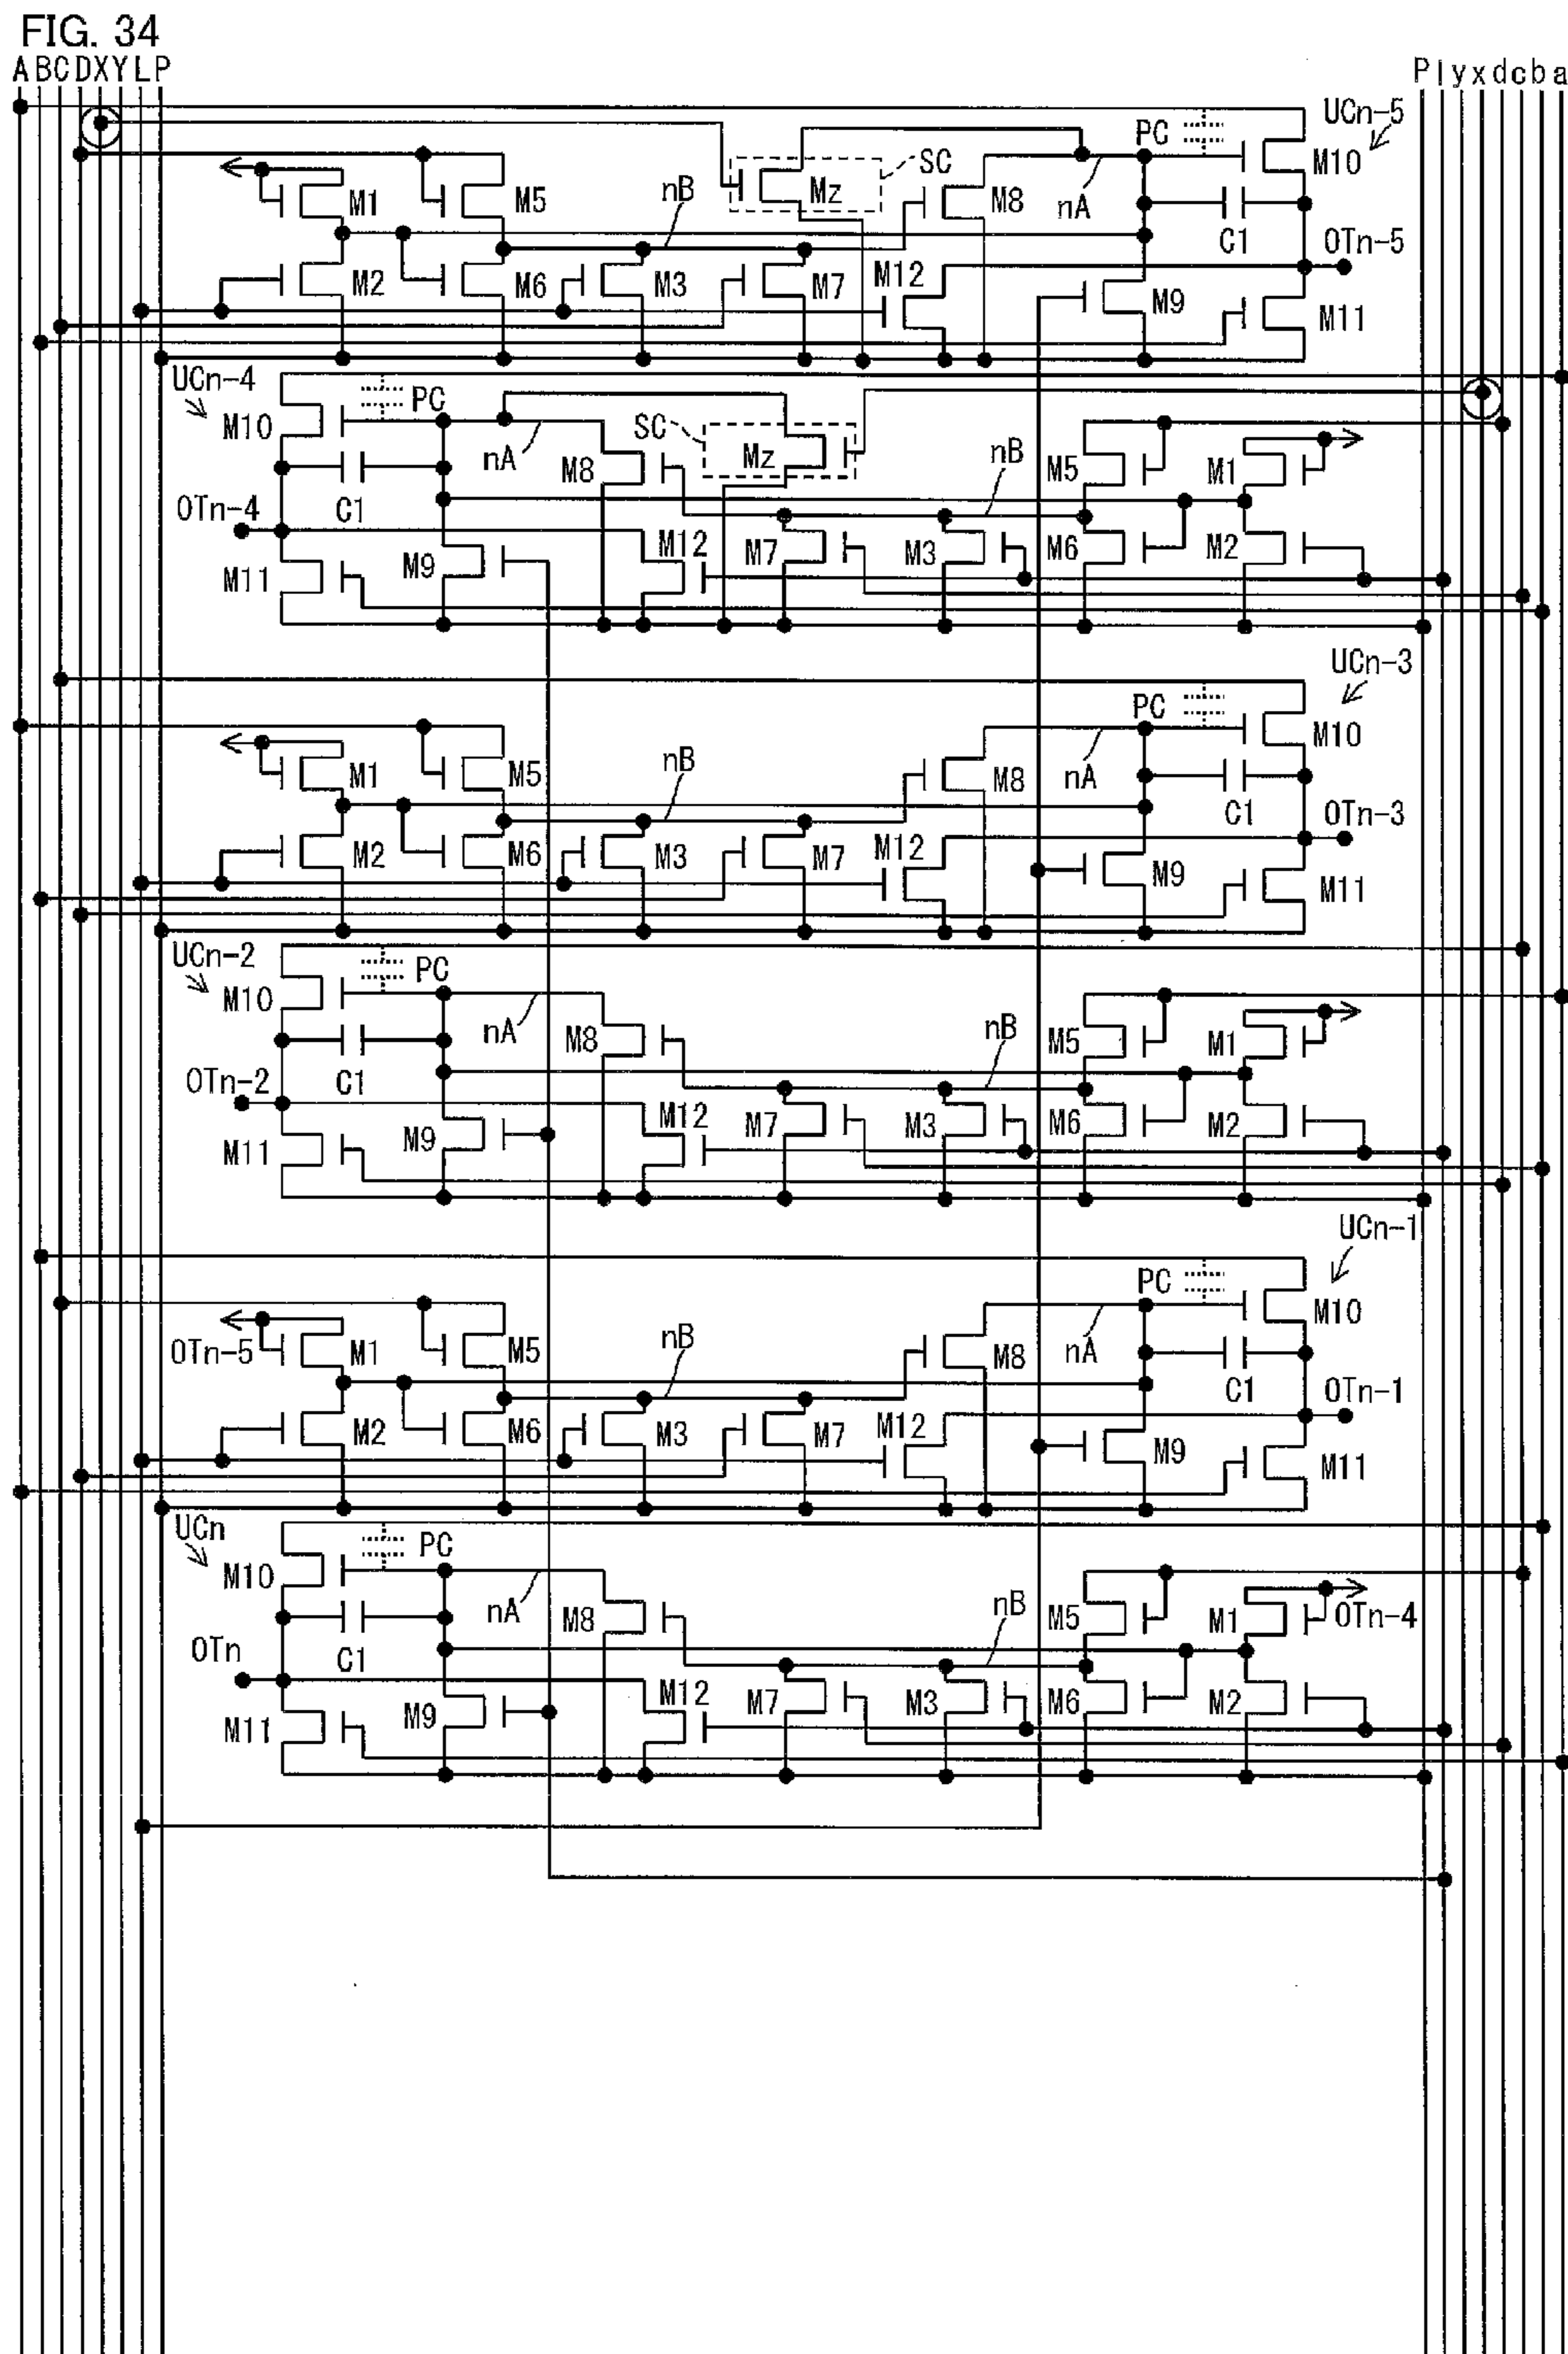 FIG. 34
A B C D X Y L P
P l y x d c b a
UCn-5
PC
M10
SC
Mz
M8
nA
nB
M1
M5
C1
OTn-5
M2
M6
M3
M7
M12
M9
M11
UCn-4
PC
M10
SC
Mz
nA
M8
nB
M5
M1
OTn-4
C1
M9
M12
M7
M3
M6
M2
M11
UCn-3
PC
M10
M1
M5
nB
M8
nA
C1
OTn-3
M2
M6
M3
M7
M12
M9
M11
UCn-2
PC
M10
nA
M8
nB
M5
M1
OTn-2
C1
M9
M12
M7
M3
M6
M2
M11
UCn-1
PC
M10
OTn-5
M1
M5
nB
M8
nA
C1
OTn-1
M2
M6
M3
M7
M12
M9
M11
UCn
PC
M10
nA
M8
nB
M5
M1
OTn-4
OTn
C1
M9
M12
M7
M3
M6
M2
M11